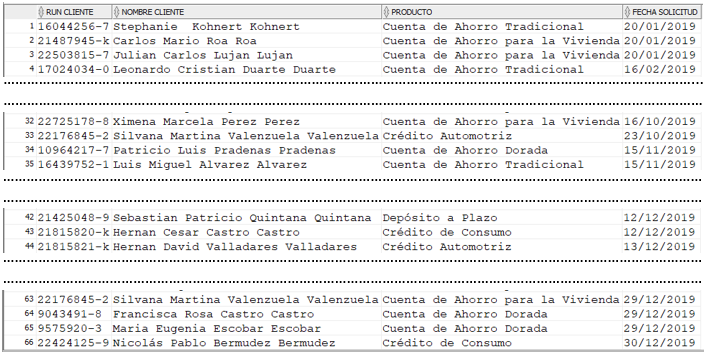 RUN CLIENTE NOMBRE CLIENTE PRODUCTO FECHA SOLICITUD
1 16044256-7 Stephanie  Kohnert Kohnert Cuenta de Ahorro Tradicional 20/01/2019
2 21487945-k Carlos Mario Roa Roa Cuenta de Ahorro para la Vivienda 20/01/2019
3 22503815-7 Julian Carlos Lujan Lujan Cuenta de Ahorro para la Vivienda 20/01/2019
4 17024034-0 Leonardo Cristian Duarte Duarte Cuenta de Ahorro Tradicional 16/02/2019
32 22725178-8 Ximena Marcela Perez Perez Cuenta de Ahorro para la Vivienda 16/10/2019
33 22176845-2 Silvana Martina Valenzuela Valenzuela Crédito Automotriz 23/10/2019
34 10964217-7 Patricio Luis Pradenas Pradenas Cuenta de Ahorro Dorada 15/11/2019
35 16439752-1 Luis Miguel Alvarez Alvarez Cuenta de Ahorro Tradicional 15/11/2019
42 21425048-9 Sebastian Patricio Quintana Quintana Depósito a Plazo 12/12/2019
43 21815820-k Hernan Cesar Castro Castro Crédito de Consumo 12/12/2019
44 21815821-k Hernan David Valladares Valladares Crédito Automotriz 13/12/2019
63 22176845-2 Silvana Martina Valenzuela Valenzuela Cuenta de Ahorro para la Vivienda 29/12/2019
64 9043491-8 Francisca Rosa Castro Castro Cuenta de Ahorro Dorada 29/12/2019
65 9575920-3 Maria Eugenia Escobar Escobar Cuenta de Ahorro Dorada 29/12/2019
66 22424125-9 Nicolás Pablo Bermudez Bermudez Crédito de Consumo 30/12/2019